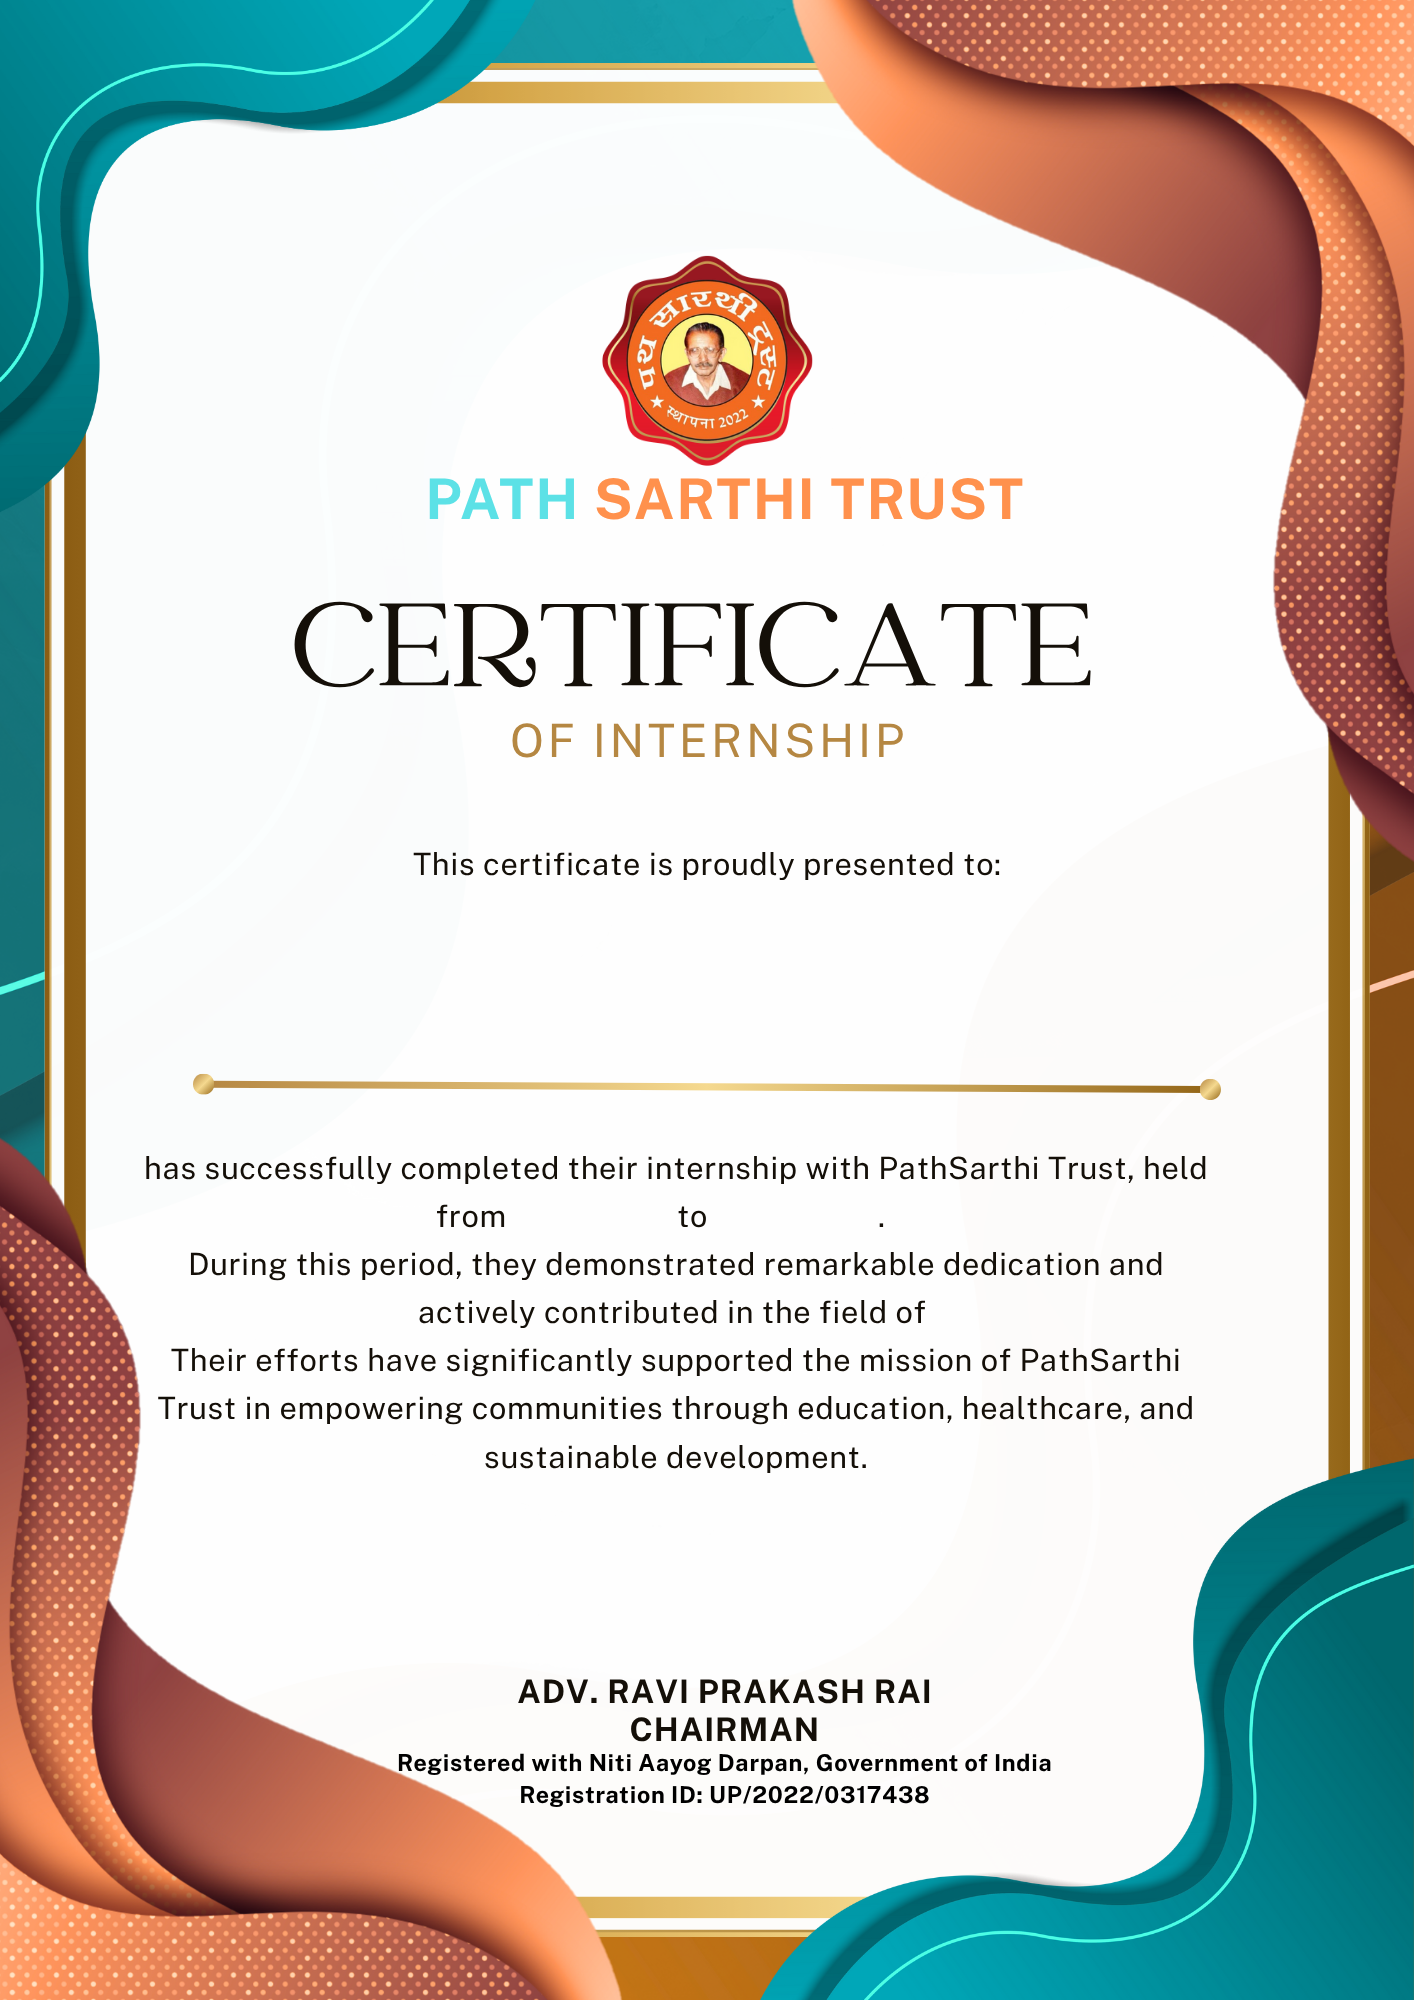 पथ सारथी ट्रस्ट
★ स्थापना 2022 ★
PATH SARTHI TRUST
CERTIFICATE
OF INTERNSHIP
This certificate is proudly presented to:
has successfully completed their internship with PathSarthi Trust, held
from to .
During this period, they demonstrated remarkable dedication and
actively contributed in the field of
Their efforts have significantly supported the mission of PathSarthi
Trust in empowering communities through education, healthcare, and
sustainable development.
ADV. RAVI PRAKASH RAI
CHAIRMAN
Registered with Niti Aayog Darpan, Government of India
Registration ID: UP/2022/0317438